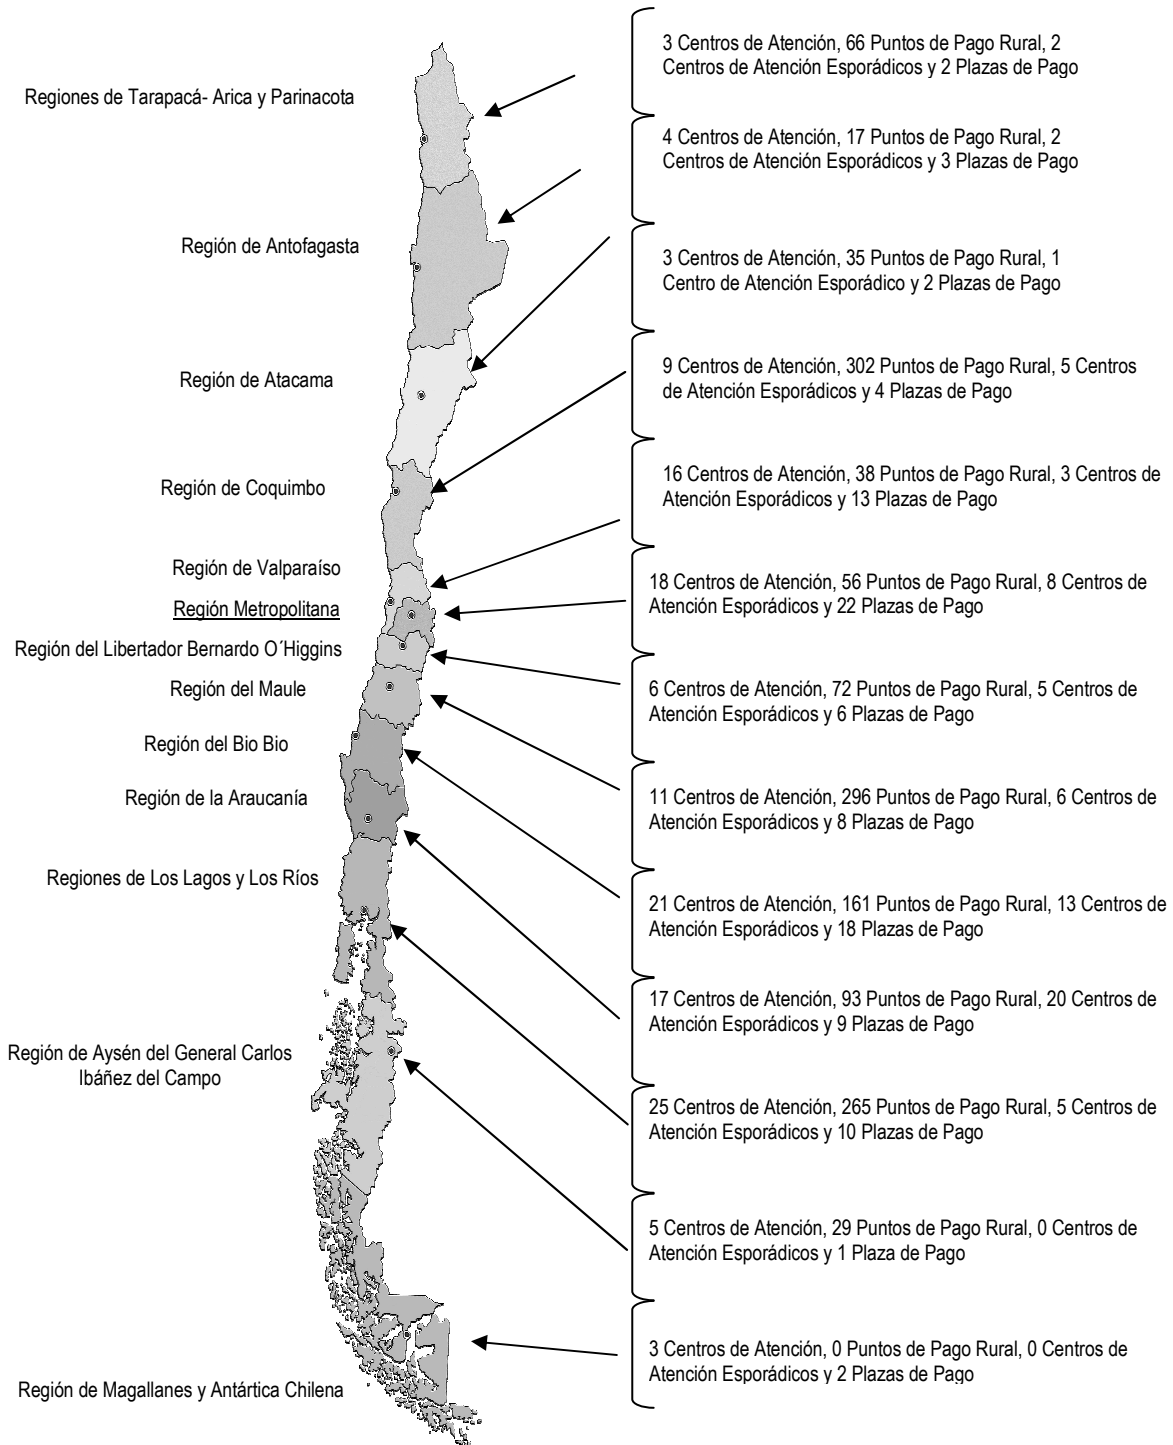 3 Centros de Atención, 66 Puntos de Pago Rural, 2
Centros de Atención Esporádicos y 2 Plazas de Pago
Regiones de Tarapacá- Arica y Parinacota
4 Centros de Atención, 17 Puntos de Pago Rural, 2
Centros de Atención Esporádicos y 3 Plazas de Pago
Región de Antofagasta
3 Centros de Atención, 35 Puntos de Pago Rural, 1
Centro de Atención Esporádico y 2 Plazas de Pago
Región de Atacama
9 Centros de Atención, 302 Puntos de Pago Rural, 5 Centros
de Atención Esporádicos y 4 Plazas de Pago
Región de Coquimbo
16 Centros de Atención, 38 Puntos de Pago Rural, 3 Centros de
Atención Esporádicos y 13 Plazas de Pago
Región de Valparaíso
18 Centros de Atención, 56 Puntos de Pago Rural, 8 Centros de
Atención Esporádicos y 22 Plazas de Pago
Región Metropolitana
Región del Libertador Bernardo O´Higgins
6 Centros de Atención, 72 Puntos de Pago Rural, 5 Centros de
Atención Esporádicos y 6 Plazas de Pago
Región del Maule
11 Centros de Atención, 296 Puntos de Pago Rural, 6 Centros de
Atención Esporádicos y 8 Plazas de Pago
Región del Bio Bio
21 Centros de Atención, 161 Puntos de Pago Rural, 13 Centros de
Atención Esporádicos y 18 Plazas de Pago
Región de la Araucanía
17 Centros de Atención, 93 Puntos de Pago Rural, 20 Centros de
Atención Esporádicos y 9 Plazas de Pago
Regiones de Los Lagos y Los Ríos
25 Centros de Atención, 265 Puntos de Pago Rural, 5 Centros de
Atención Esporádicos y 10 Plazas de Pago
Región de Aysén del General Carlos
Ibáñez del Campo
5 Centros de Atención, 29 Puntos de Pago Rural, 0 Centros de
Atención Esporádicos y 1 Plaza de Pago
3 Centros de Atención, 0 Puntos de Pago Rural, 0 Centros de
Atención Esporádicos y 2 Plazas de Pago
Región de Magallanes y Antártica Chilena